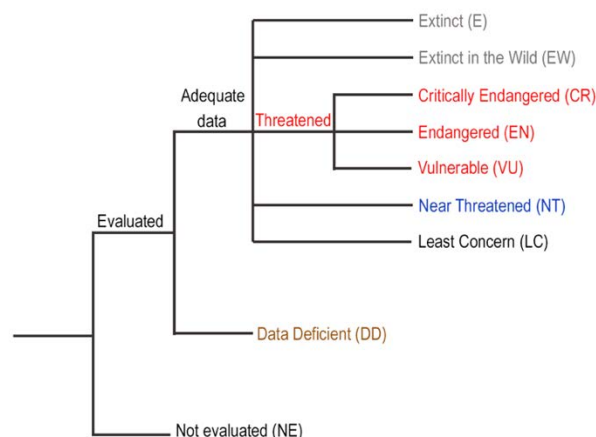 Extinct (E)
Extinct in the Wild (EW)
Adequate
data
Threatened
Critically Endangered (CR)
Endangered (EN)
Vulnerable (VU)
Near Threatened (NT)
Evaluated
Least Concern (LC)
Data Deficient (DD)
Not evaluated (NE)